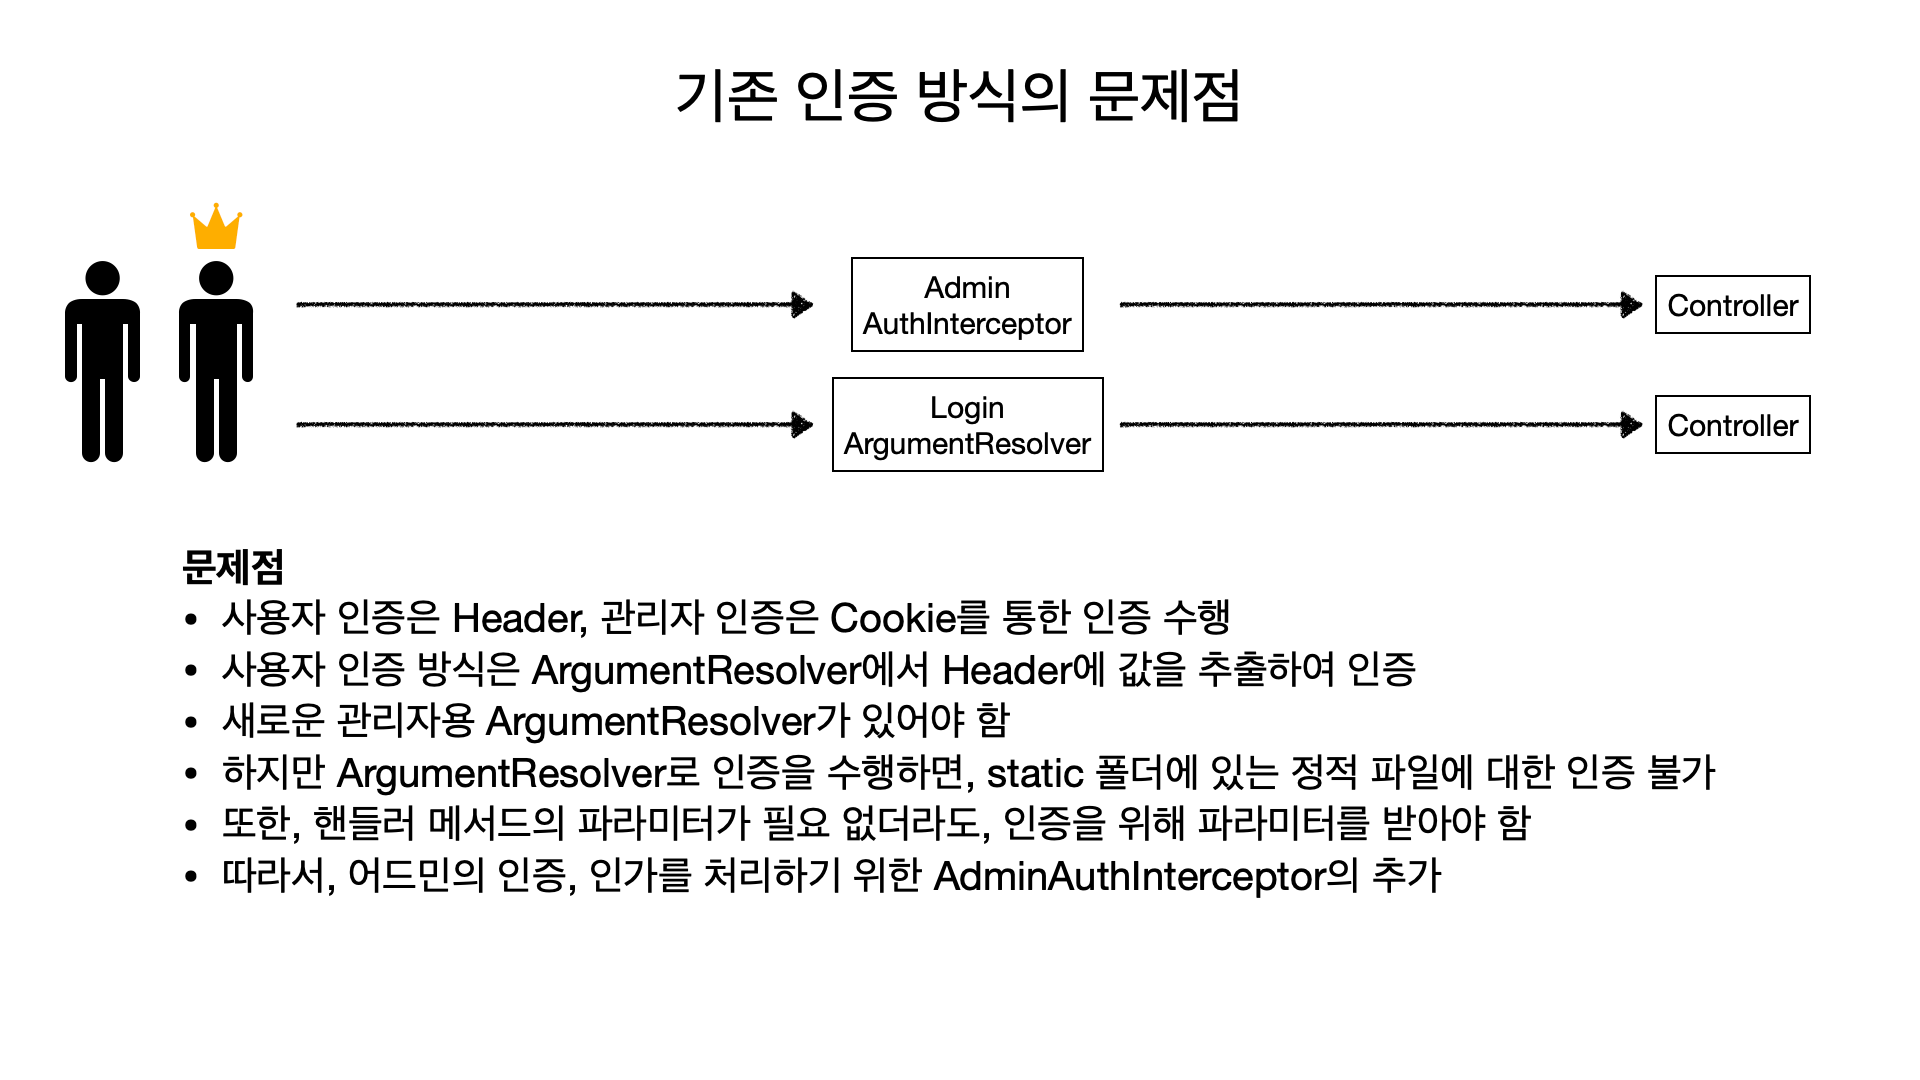 기존 인증 방식의 문제점
Admin
AuthInterceptor
Controller
Login
ArgumentResolver
Controller
문제점
• 사용자 인증은 Header, 관리자 인증은 Cookie를 통한 인증 수행
• 사용자 인증 방식은 ArgumentResolver에서 Header에 값을 추출하여 인증
• 새로운 관리자용 ArgumentResolver가 있어야 함
• 하지만 ArgumentResolver로 인증을 수행하면, static 폴더에 있는 정적 파일에 대한 인증 불가
• 또한, 핸들러 메서드의 파라미터가 필요 없더라도, 인증을 위해 파라미터를 받아야 함
• 따라서, 어드민의 인증, 인가를 처리하기 위한 AdminAuthInterceptor의 추가